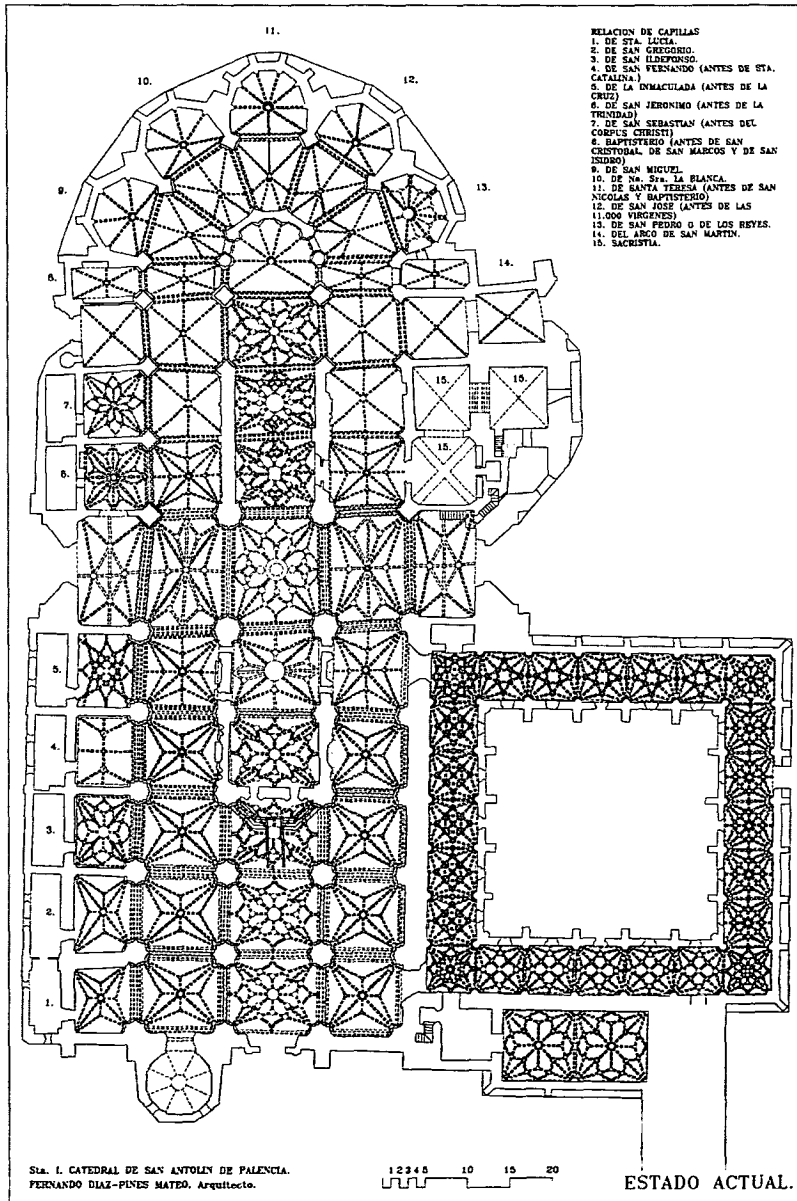 11.
10.
12.
9.
13.
14.
8.
15.
15.
7.
15.
6.
5.
4.
3.
2.
1.
RELACION DE CAPILLAS
1. DE STA. LUCIA.
2. DE SAN GREGORIO.
3. DE SAN ILDEFONSO.
4. DE SAN FERNANDO (ANTES DE STA.
CATALINA.)
5. DE LA INMACULADA (ANTES DE LA
CRUZ)
6. DE SAN JERONIMO (ANTES DE LA
TRINIDAD)
7. DE SAN SEBASTIAN (ANTES DEL
CORPUS CHRISTI)
8. BAPTISTERIO (ANTES DE SAN
CRISTOBAL, DE SAN MARCOS Y DE SAN
ISIDRO)
9. DE SAN MIGUEL.
10. DE Na. Sra. LA BLANCA.
11. DE SANTA TERESA (ANTES DE SAN
NICOLAS Y BAPTISTERIO)
12. DE SAN JOSE (ANTES DE LAS
11.000 VIRGENES)
13. DE SAN PEDRO O DE LOS REYES.
14. DEL ARCO DE SAN MARTIN.
15. SACRISTIA.
Sta. I. CATEDRAL DE SAN ANTOLIN DE PALENCIA.
FERNANDO DIAZ-PINES MATEO, Arquitecto.
1 2 3 4 5 10 15 20
ESTADO ACTUAL.